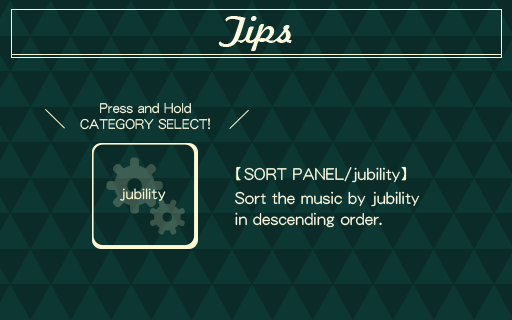 Tips
Press and Hold
CATEGORY SELECT!
jubility
【SORT PANEL/jubility】
Sort the music by jubility
in descending order.